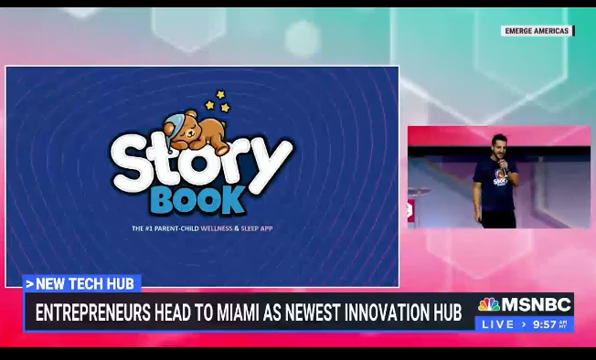 EMERGE AMERICAS
Story
BOOK
THE #1 PARENT-CHILD WELLNESS & SLEEP APP
> NEW TECH HUB
ENTREPRENEURS HEAD TO MIAMI AS NEWEST INNOVATION HUB
MSNBC
LIVE > 9:57 AM